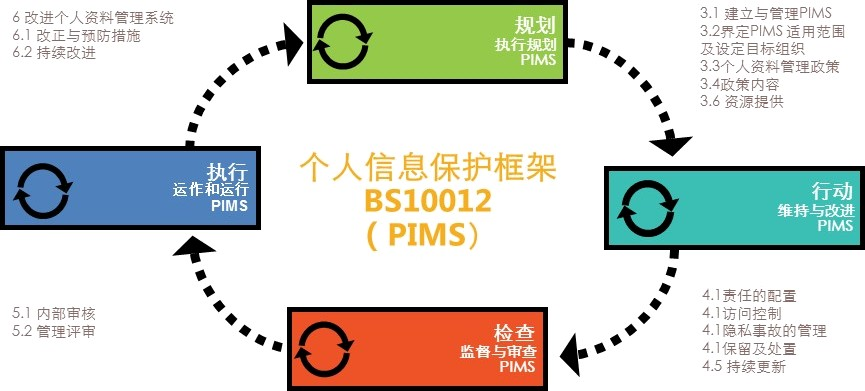 6 改进个人资料管理系统
6.1 改正与预防措施
6.2 持续改进
规划
执行规划
PIMS
3.1 建立与管理PIMS
3.2界定PIMS 适用范围
及设定目标组织
3.3个人资料管理政策
3.4政策内容
3.6 资源提供
执行
运作和运行
PIMS
个人信息保护框架
BS10012
（PIMS）
行动
维持与改进
PIMS
5.1 内部审核
5.2 管理评审
检查
监督与审查
PIMS
4.1责任的配置
4.1访问控制
4.1隐私事故的管理
4.1保留及处置
4.5 持续更新